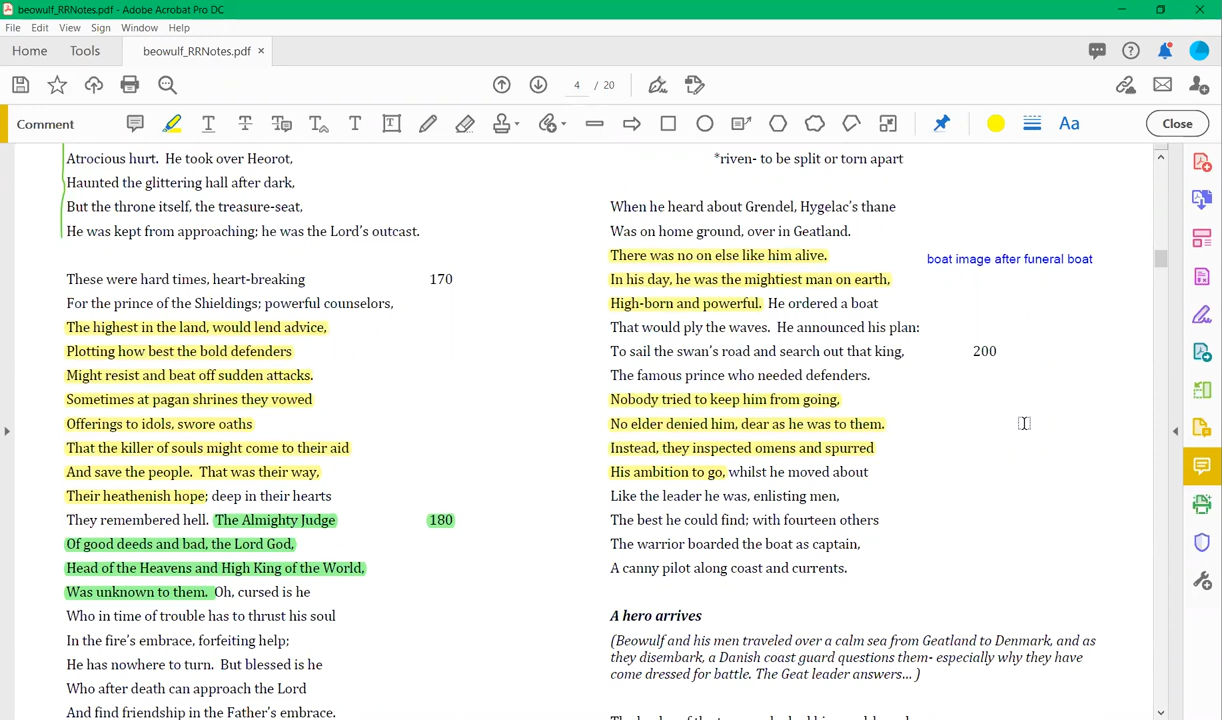 beowulf_RRNotes.pdf - Adobe Acrobat Pro DC
File Edit View Sign Window Help
Home Tools beowulf_RRNotes.pdf ×
4 / 20
Comment
Close
Atrocious hurt. He took over Heorot,
Haunted the glittering hall after dark,
But the throne itself, the treasure-seat,
He was kept from approaching; he was the Lord's outcast.
These were hard times, heart-breaking 170
For the prince of the Shieldings; powerful counselors,
The highest in the land, would lend advice,
Plotting how best the bold defenders
Might resist and beat off sudden attacks.
Sometimes at pagan shrines they vowed
Offerings to idols, swore oaths
That the killer of souls might come to their aid
And save the people. That was their way,
Their heathenish hope; deep in their hearts
They remembered hell. The Almighty Judge 180
Of good deeds and bad, the Lord God,
Head of the Heavens and High King of the World,
Was unknown to them. Oh, cursed is he
Who in time of trouble has to thrust his soul
In the fire's embrace, forfeiting help;
He has nowhere to turn. But blessed is he
Who after death can approach the Lord
And find friendship in the Father's embrace.
*riven- to be split or torn apart
When he heard about Grendel, Hygelac's thane
Was on home ground, over in Geatland.
There was no on else like him alive.
boat image after funeral boat
In his day, he was the mightiest man on earth,
High-born and powerful. He ordered a boat
That would ply the waves. He announced his plan:
To sail the swan's road and search out that king, 200
The famous prince who needed defenders.
Nobody tried to keep him from going,
No elder denied him, dear as he was to them.
Instead, they inspected omens and spurred
His ambition to go, whilst he moved about
Like the leader he was, enlisting men,
The best he could find; with fourteen others
The warrior boarded the boat as captain,
A canny pilot along coast and currents.
A hero arrives
(Beowulf and his men traveled over a calm sea from Geatland to Denmark, and as
they disembark, a Danish coast guard questions them- especially why they have
come dressed for battle. The Geat leader answers... )